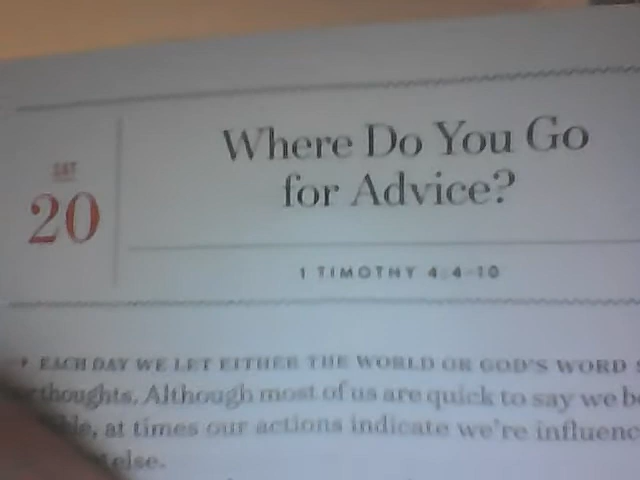 SAT
20
Where Do You Go
for Advice?
1 TIMOTHY 4:4-10
EACH DAY WE LET EITHER THE WORLD OR GOD'S WORD
thoughts. Although most of us are quick to say we
at times our actions indicate we're
else.